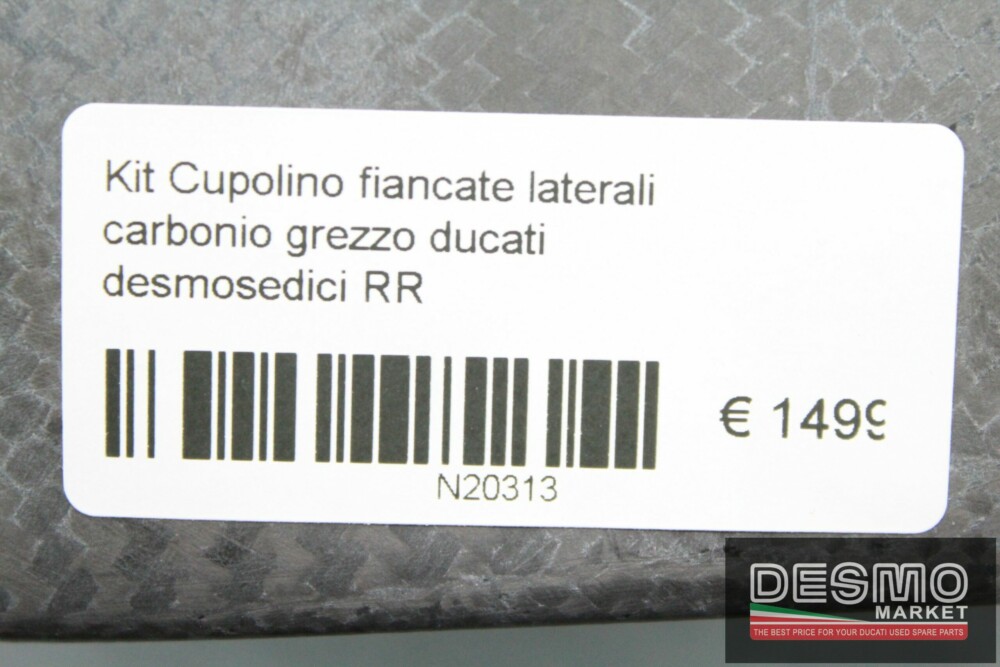 Kit Cupolino fiancate laterali
carbonio grezzo ducati
desmosedici RR
€ 1499
N20313
DESMO
MARKET
THE BEST PRICE FOR YOUR DUCATI USED SPARE PARTS